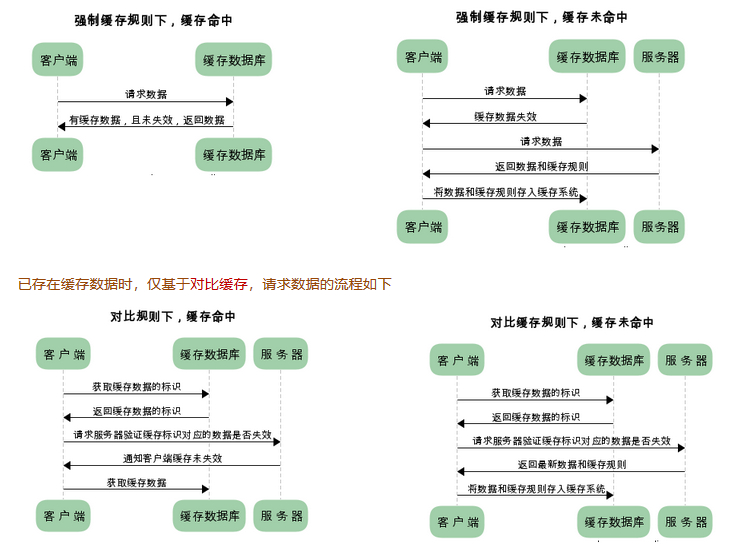 强制缓存规则下，缓存命中
客户端
缓存数据库
请求数据
有缓存数据，且未失效，返回数据
客户端
缓存数据库
强制缓存规则下，缓存未命中
客户端
缓存数据库
服务器
请求数据
缓存数据失效
请求数据
返回数据和缓存规则
将数据和缓存规则存入缓存系统
客户端
缓存数据库
服务器
已存在缓存数据时，仅基于对比缓存，请求数据的流程如下
对比规则下，缓存命中
客户端
缓存数据库
服务器
获取缓存数据的标识
返回缓存数据的标识
请求服务器验证缓存标识对应的数据是否失效
通知客户端缓存未失效
获取缓存数据
客户端
缓存数据库
服务器
对比缓存规则下，缓存未命中
客户端
缓存数据库
服务器
获取缓存数据的标识
返回缓存数据的标识
请求服务器验证缓存标识对应的数据是否失效
返回最新数据和缓存规则
将数据和缓存规则存入缓存系统
客户端
缓存数据库
服务器